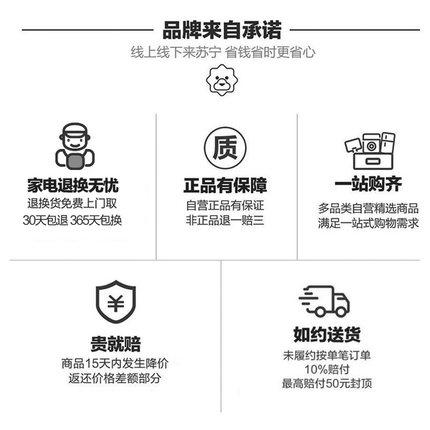 品牌来自承诺
线上线下来苏宁 省钱省时更省心
家电退换无忧
退换货免费上门取
30天包退 365天包换
质
正品有保障
自营正品有保证
非正品退一赔三
一站购齐
多品类自营精选商品
满足一站式购物需求
¥
贵就赔
商品15天内发生降价
返还价格差额部分
如约送货
未履约按单笔订单
10%赔付
最高赔付50元封顶